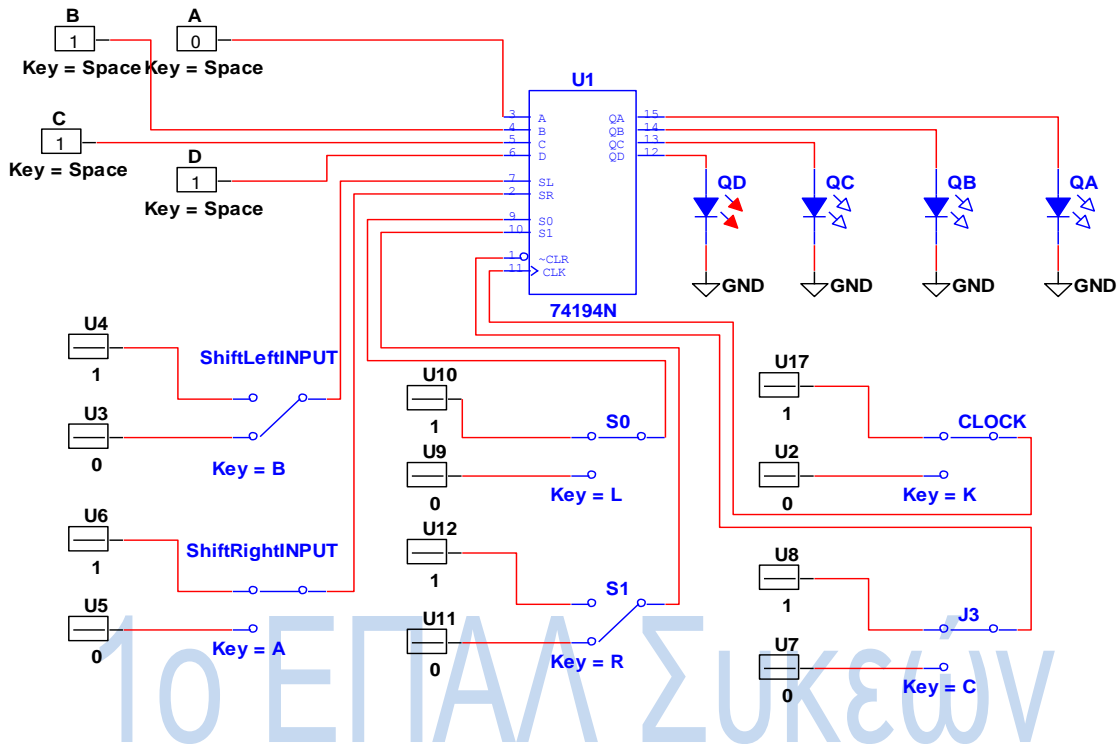 B A
1 0
Key = Space Key = Space
C
1
Key = Space
D
1
Key = Space
U1
3 A QA 15
4 B QB 14
5 C QC 13
6 D QD 12
7 SL
2 SR
9 S0
10 S1
1 ~CLR
11 CLK
74194N
QD QC QB QA
GND GND GND GND
U4
1
ShiftLeftINPUT
U3
0
Key = B
U6
1
ShiftRightINPUT
U5
0
Key = A
U10
1
S0
U9
0
Key = L
U12
1
S1
U11
0
Key = R
U17
1
CLOCK
U2
0
Key = K
U8
1
J3
U7
0
Key = C
1ο ΕΠΑΛ Συκεών